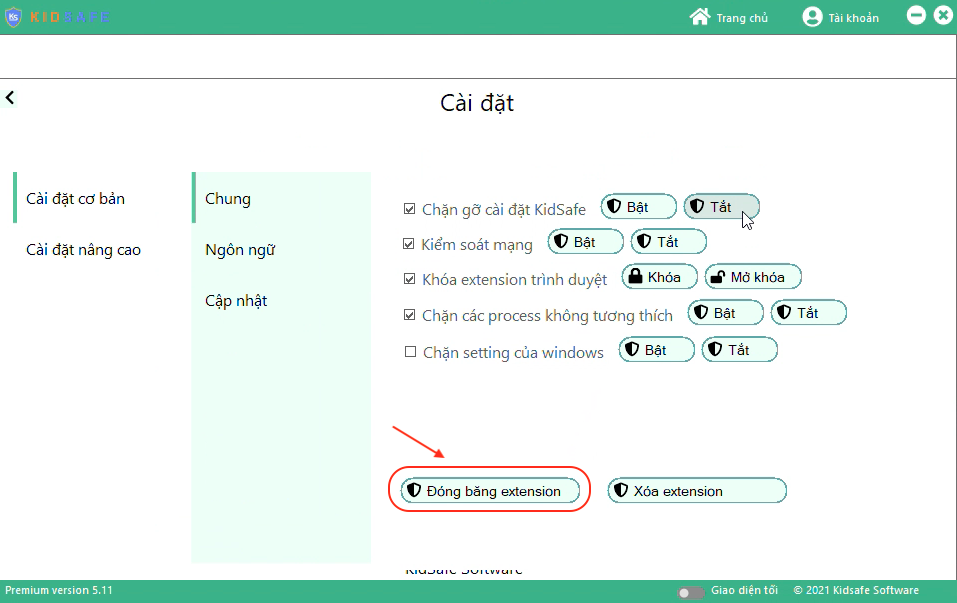 Ks KIDSAFE
Trang chủ
Tài khoản
Cài đặt
Cài đặt cơ bản
Cài đặt nâng cao
Chung
Ngôn ngữ
Cập nhật
Chặn gỡ cài đặt KidSafe Bật Tắt
Kiểm soát mạng Bật Tắt
Khóa extension trình duyệt Khóa Mở khóa
Chặn các process không tương thích Bật Tắt
Chặn setting của windows Bật Tắt
Đóng băng extension Xóa extension
KidSafe Software
Premium version 5.11
Giao diện tối
© 2021 Kidsafe Software